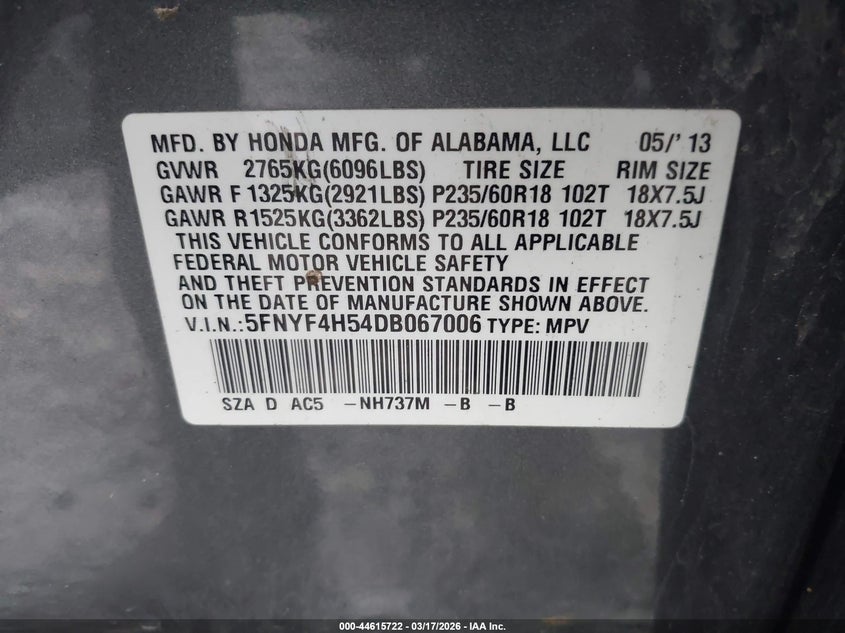 MFD. BY HONDA MFG. OF ALABAMA, LLC 05/' 13
GVWR 2765KG(6096LBS) TIRE SIZE RIM SIZE
GAWR F 1325KG(2921LBS) P235/60R18 102T 18X7.5J
GAWR R1525KG(3362LBS) P235/60R18 102T 18X7.5J
THIS VEHICLE CONFORMS TO ALL APPLICABLE
FEDERAL MOTOR VEHICLE SAFETY
AND THEFT PREVENTION STANDARDS IN EFFECT
ON THE DATE OF MANUFACTURE SHOWN ABOVE.
V.I.N.:5FNYF4H54DB067006 TYPE: MPV
SZA D AC5 -NH737M -B -B
000-44615722 — 03/17/2026 — IAA Inc.